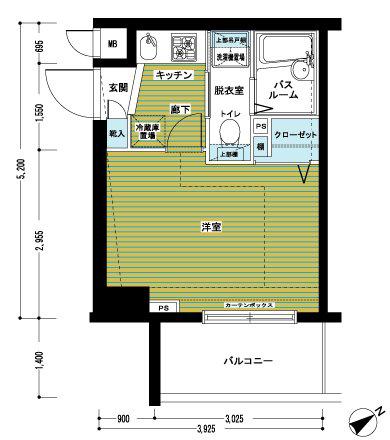 MB
キッチン
上部吊戸棚
洗濯機置場
玄関
脱衣室
バス
ルーム
廊下
トイレ
靴入
冷蔵庫
置場
PS
クローゼット
棚
上部棚
洋室
PS
カーテンボックス
バルコニー
695
1,550
5,200
2,955
1,400
900
3,025
3,925
N